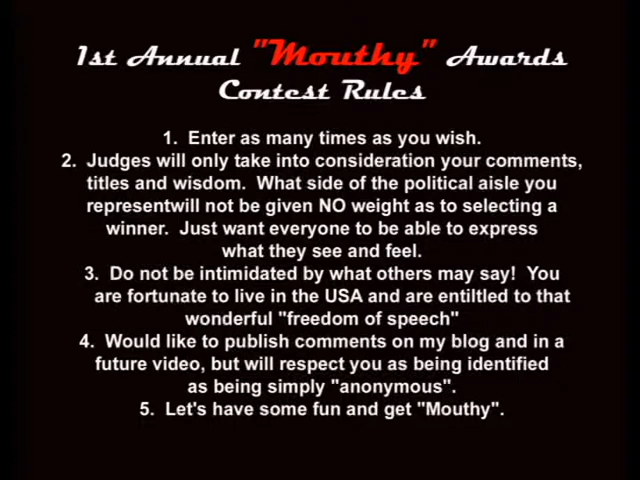 1st Annual "Mouthy" Awards
Contest Rules
1. Enter as many times as you wish.
2. Judges will only take into consideration your comments,
titles and wisdom. What side of the political aisle you
representwill not be given NO weight as to selecting a
winner. Just want everyone to be able to express
what they see and feel.
3. Do not be intimidated by what others may say! You
are fortunate to live in the USA and are entiltled to that
wonderful "freedom of speech"
4. Would like to publish comments on my blog and in a
future video, but will respect you as being identified
as being simply "anonymous".
5. Let's have some fun and get "Mouthy".